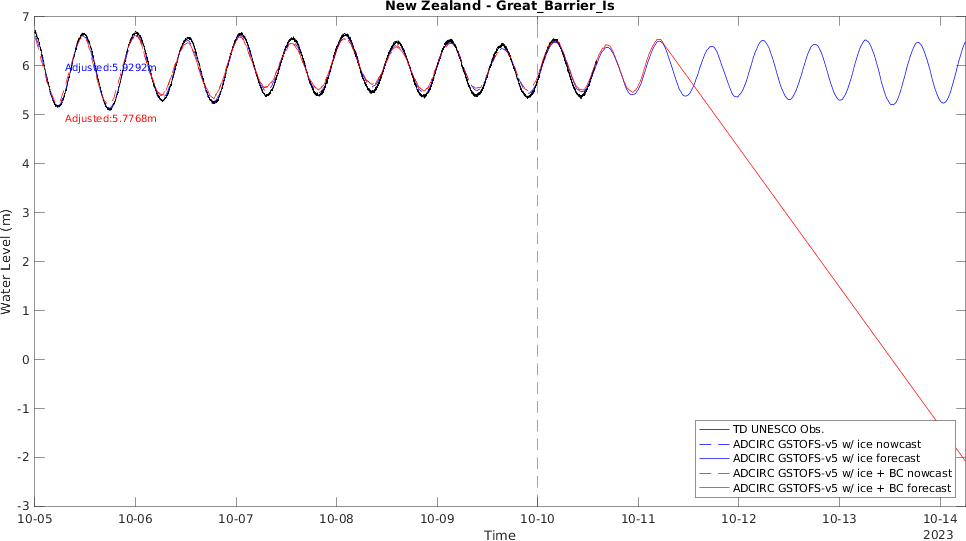 New Zealand - Great_Barrier_Is
7
6
5
4
3
2
1
0
-1
-2
-3
Water Level (m)
Adjusted:5.9292m
Adjusted:5.7768m
TD UNESCO Obs.
ADCIRC GSTOFS-v5 w/ ice nowcast
ADCIRC GSTOFS-v5 w/ ice forecast
ADCIRC GSTOFS-v5 w/ ice + BC nowcast
ADCIRC GSTOFS-v5 w/ ice + BC forecast
10-05 10-06 10-07 10-08 10-09 10-10 10-11 10-12 10-13 10-14
2023
Time